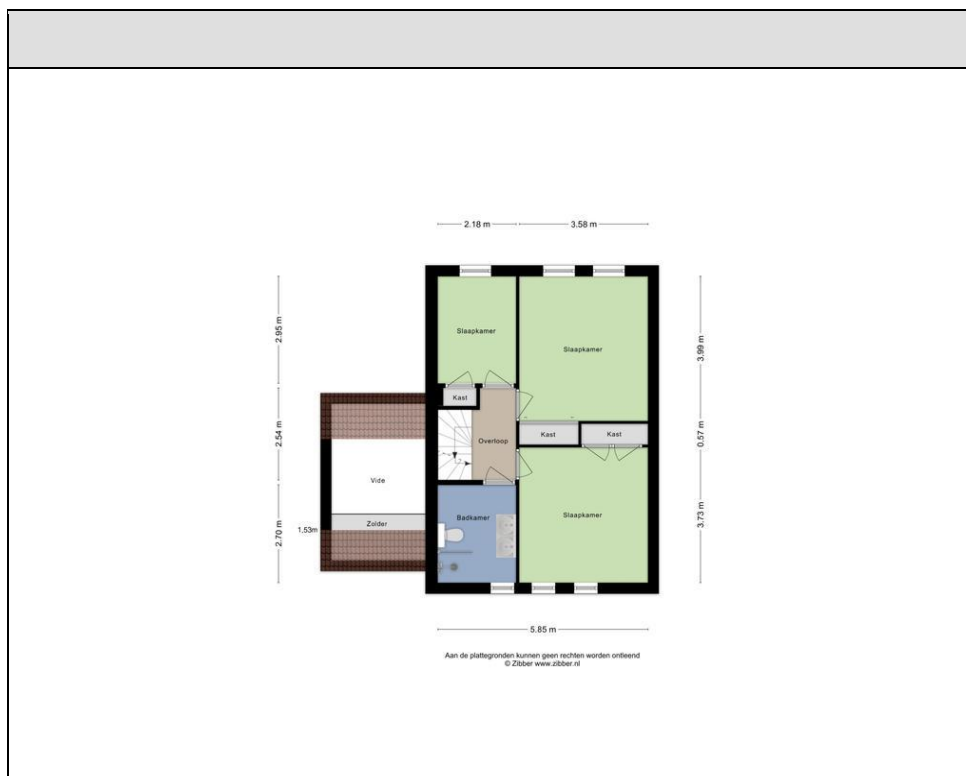 2.18 m
3.58 m
2.95 m
2.54 m
2.70 m
3.99 m
0.57 m
3.73 m
Slaapkamer
Slaapkamer
Kast
Overloop
Kast
Kast
Vide
Zolder
1.53m
Badkamer
Slaapkamer
5.85 m
Aan de plattegronden kunnen geen rechten worden ontleend
© Zibber www.zibber.nl